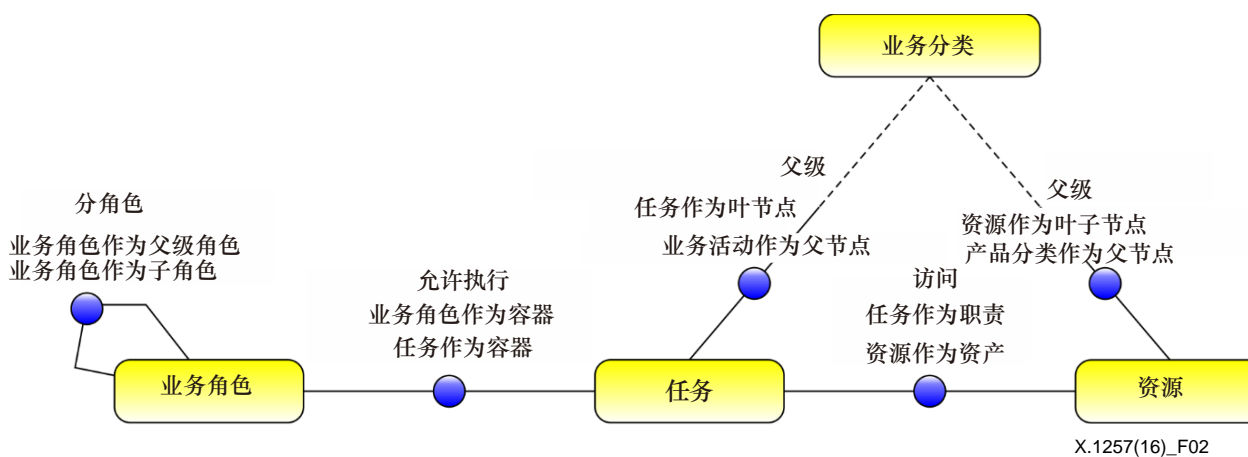 业务分类
父级
任务作为叶节点
业务活动作为父节点
父级
资源作为叶子节点
产品分类作为父节点
分角色
业务角色作为父级角色
业务角色作为子角色
允许执行
业务角色作为容器
任务作为容器
访问
任务作为职责
资源作为资产
业务角色
任务
资源
X.1257(16)_F02